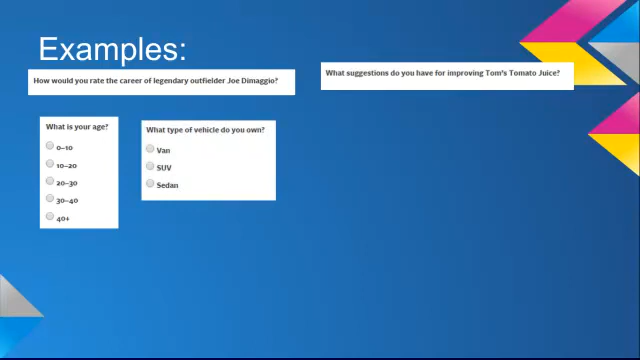 Examples:
How would you rate the career of legendary outfielder Joe Dimaggio?
What suggestions do you have for improving Tom's Tomato Juice?
What is your age?
0–10
10–20
20–30
30–40
40+
What type of vehicle do you own?
Van
SUV
Sedan